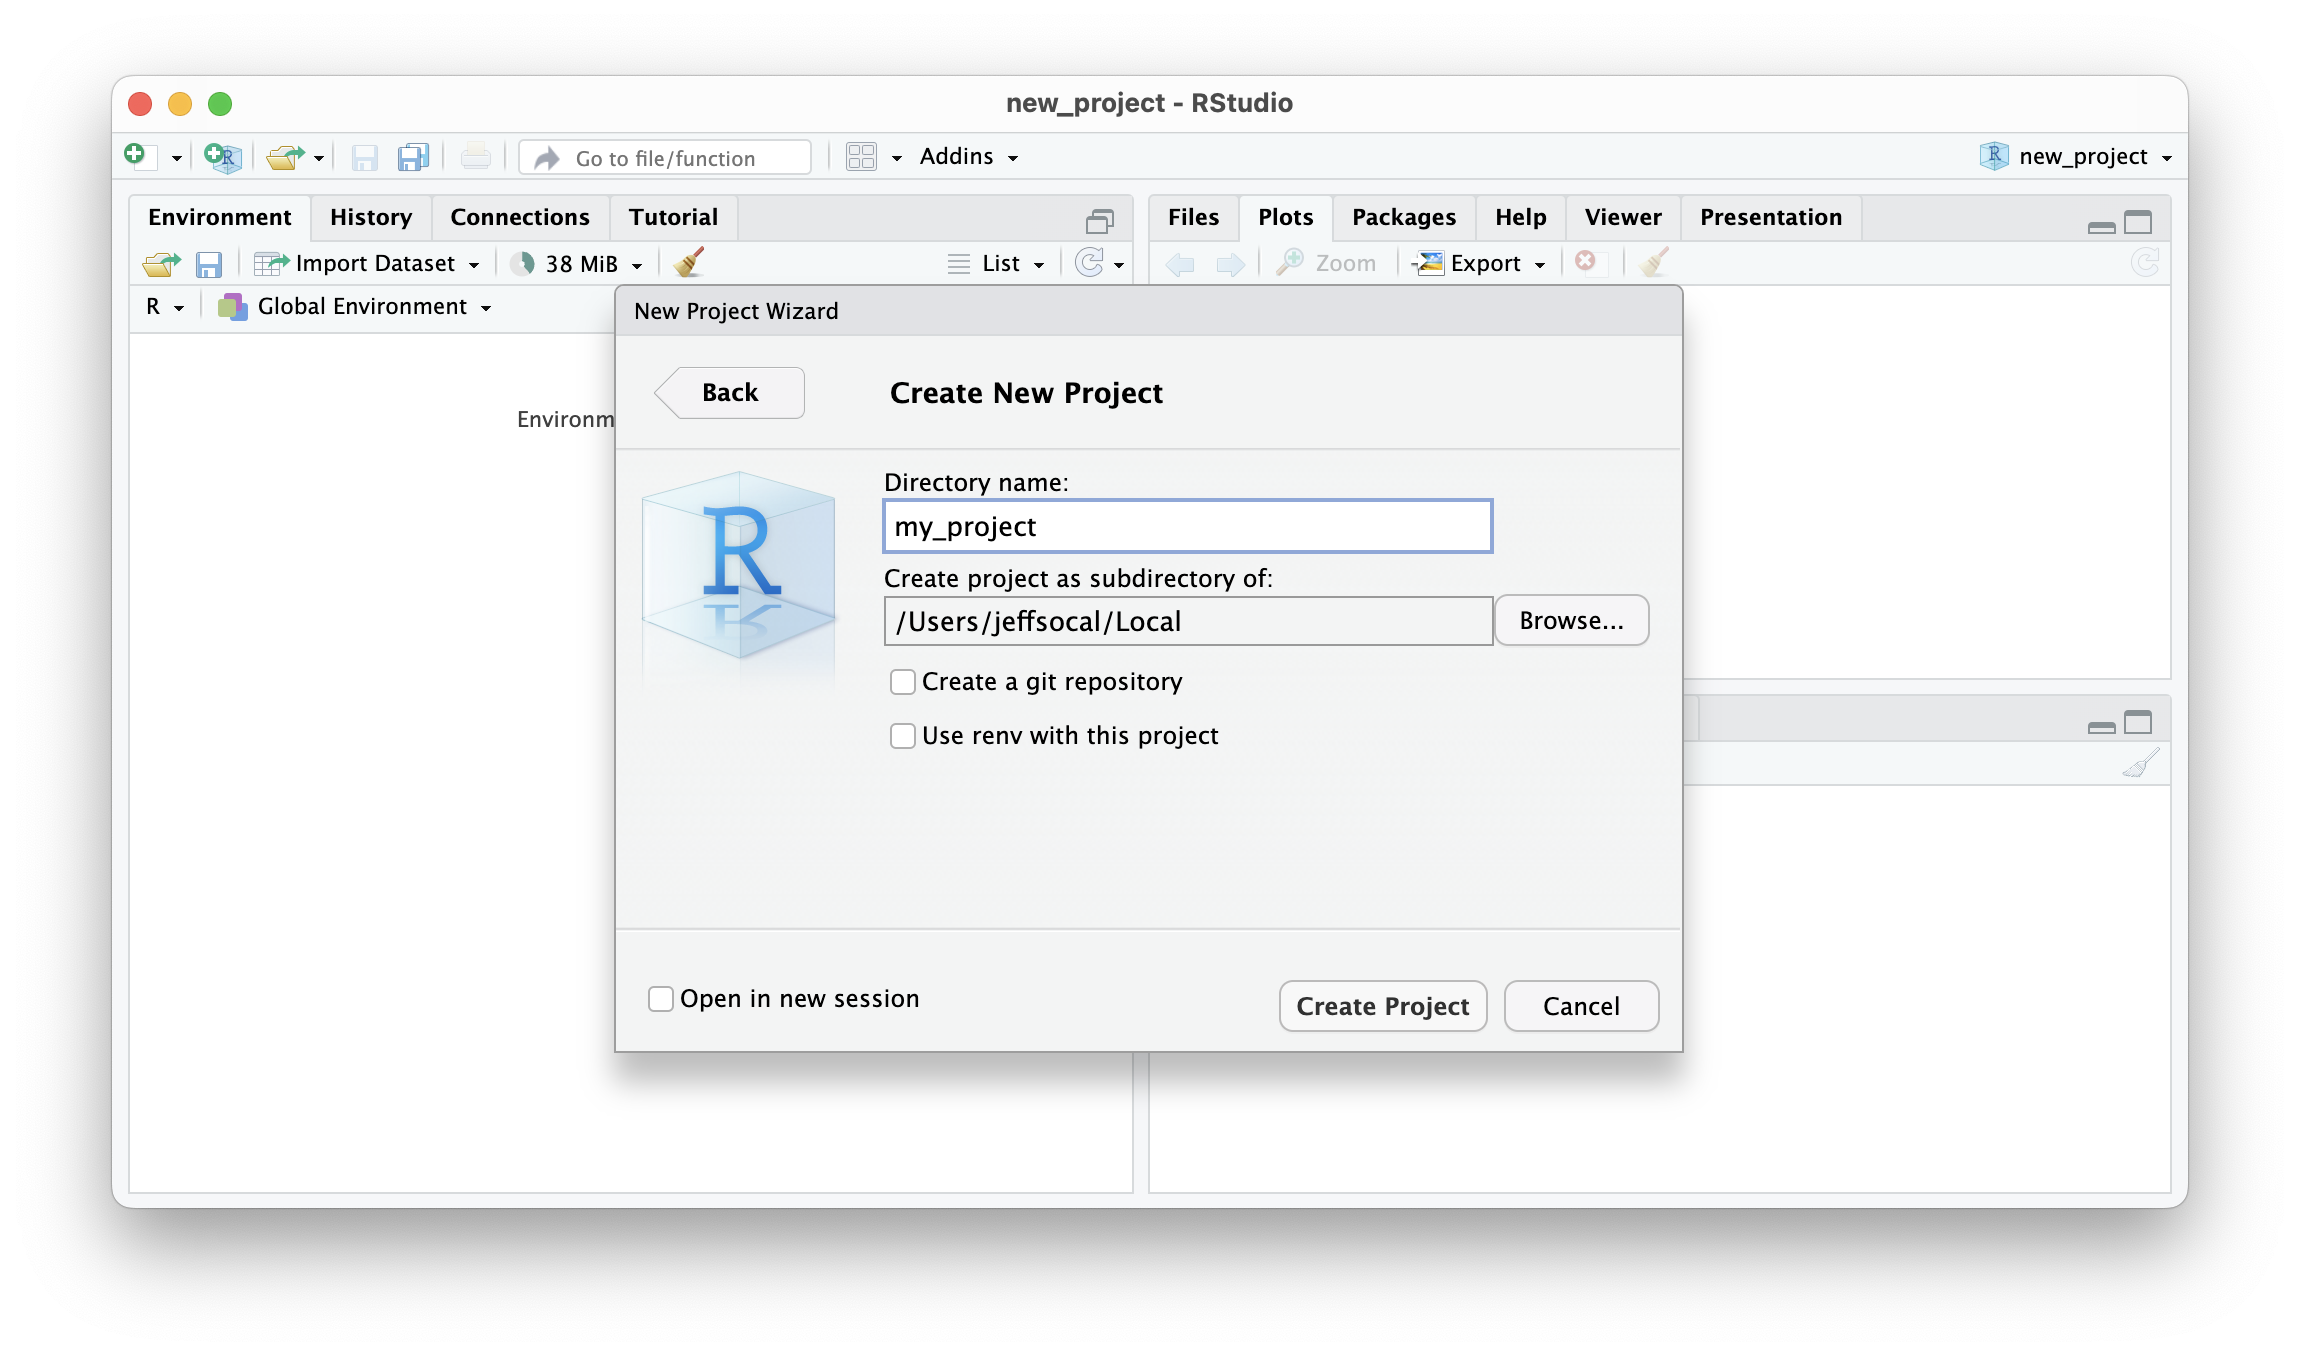 new_project - RStudio
Go to file/function
Addins
R new_project
Environment History Connections Tutorial
Files Plots Packages Help Viewer Presentation
Import Dataset 38 MiB List
Zoom Export
R Global Environment
Environm
New Project Wizard
Back
Create New Project
R
Directory name:
my_project
Create project as subdirectory of:
/Users/jeffsocal/Local
Browse...
Create a git repository
Use renv with this project
Open in new session
Create Project
Cancel